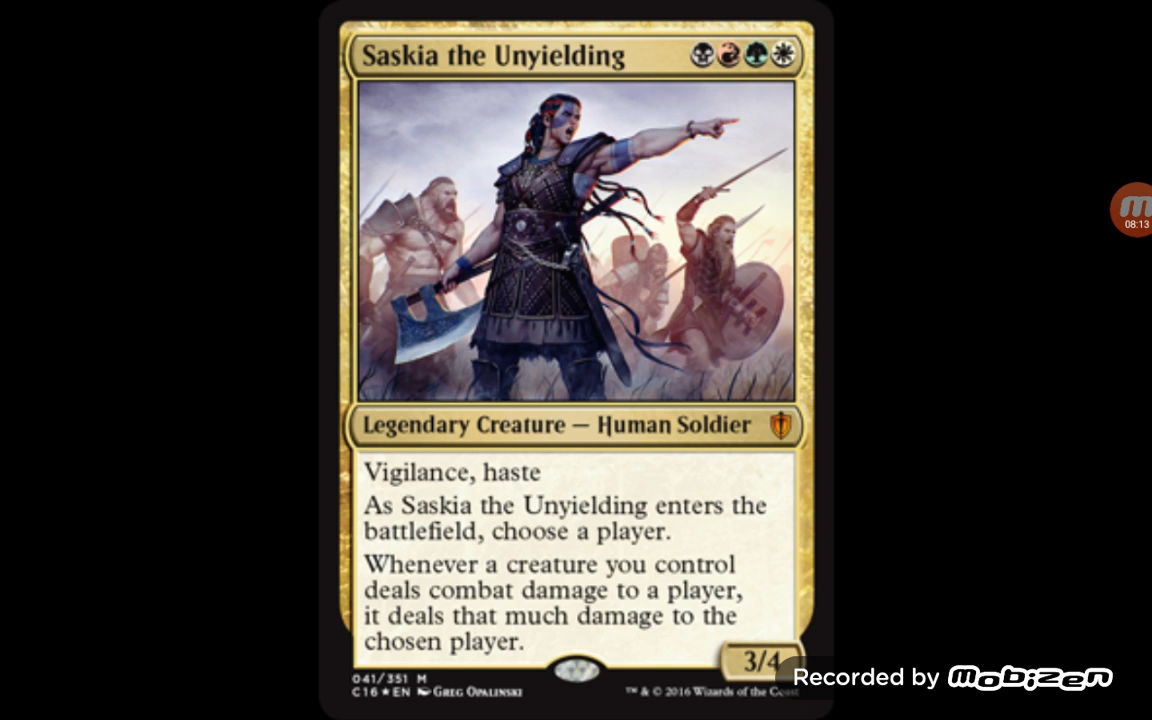 Saskia the Unyielding
M
08:13
Legendary Creature — Human Soldier
Vigilance, haste
As Saskia the Unyielding enters the
battlefield, choose a player.
Whenever a creature you control
deals combat damage to a player,
it deals that much damage to the
chosen player.
3/4
041/351 M
C16★EN Greg Opalinski
™ & © 2016 Wizards of the Coast
Recorded by Mobizen